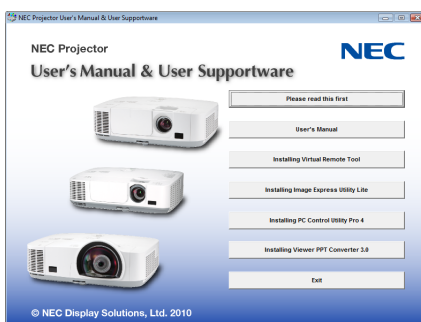 NEC Projector User's Manual & User Supportware
NEC Projector
NEC
User's Manual & User Supportware
Please read this first
User's Manual
Installing Virtual Remote Tool
Installing Image Express Utility Lite
Installing PC Control Utility Pro 4
Installing Viewer PPT Converter 3.0
Exit
© NEC Display Solutions, Ltd. 2010